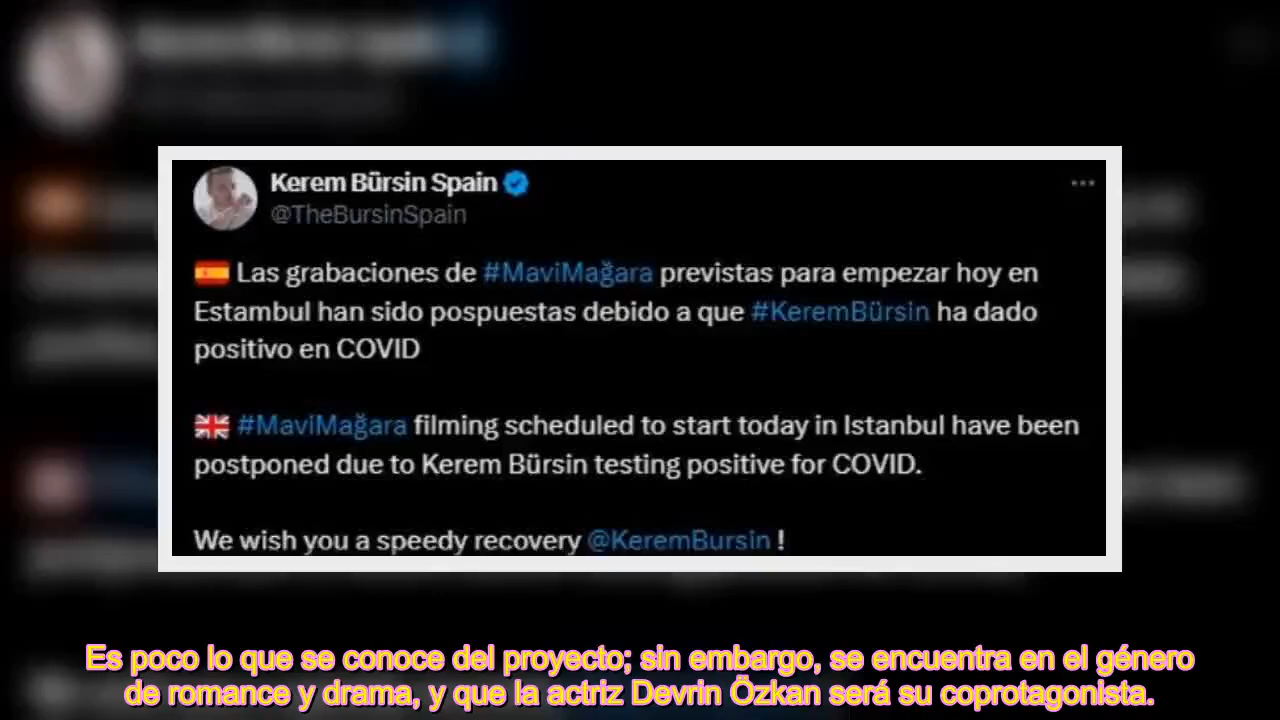 Kerem Bürsin Spain
@TheBursinSpain
🇪🇸 Las grabaciones de #MaviMağara previstas para empezar hoy en
Estambul han sido pospuestas debido a que #KeremBürsin ha dado
positivo en COVID
🇬🇧 #MaviMağara filming scheduled to start today in Istanbul have been
postponed due to Kerem Bürsin testing positive for COVID.
We wish you a speedy recovery @KeremBursin !
Es poco lo que se conoce del proyecto; sin embargo, se encuentra en el género
de romance y drama, y que la actriz Devrin Özkan será su coprotagonista.